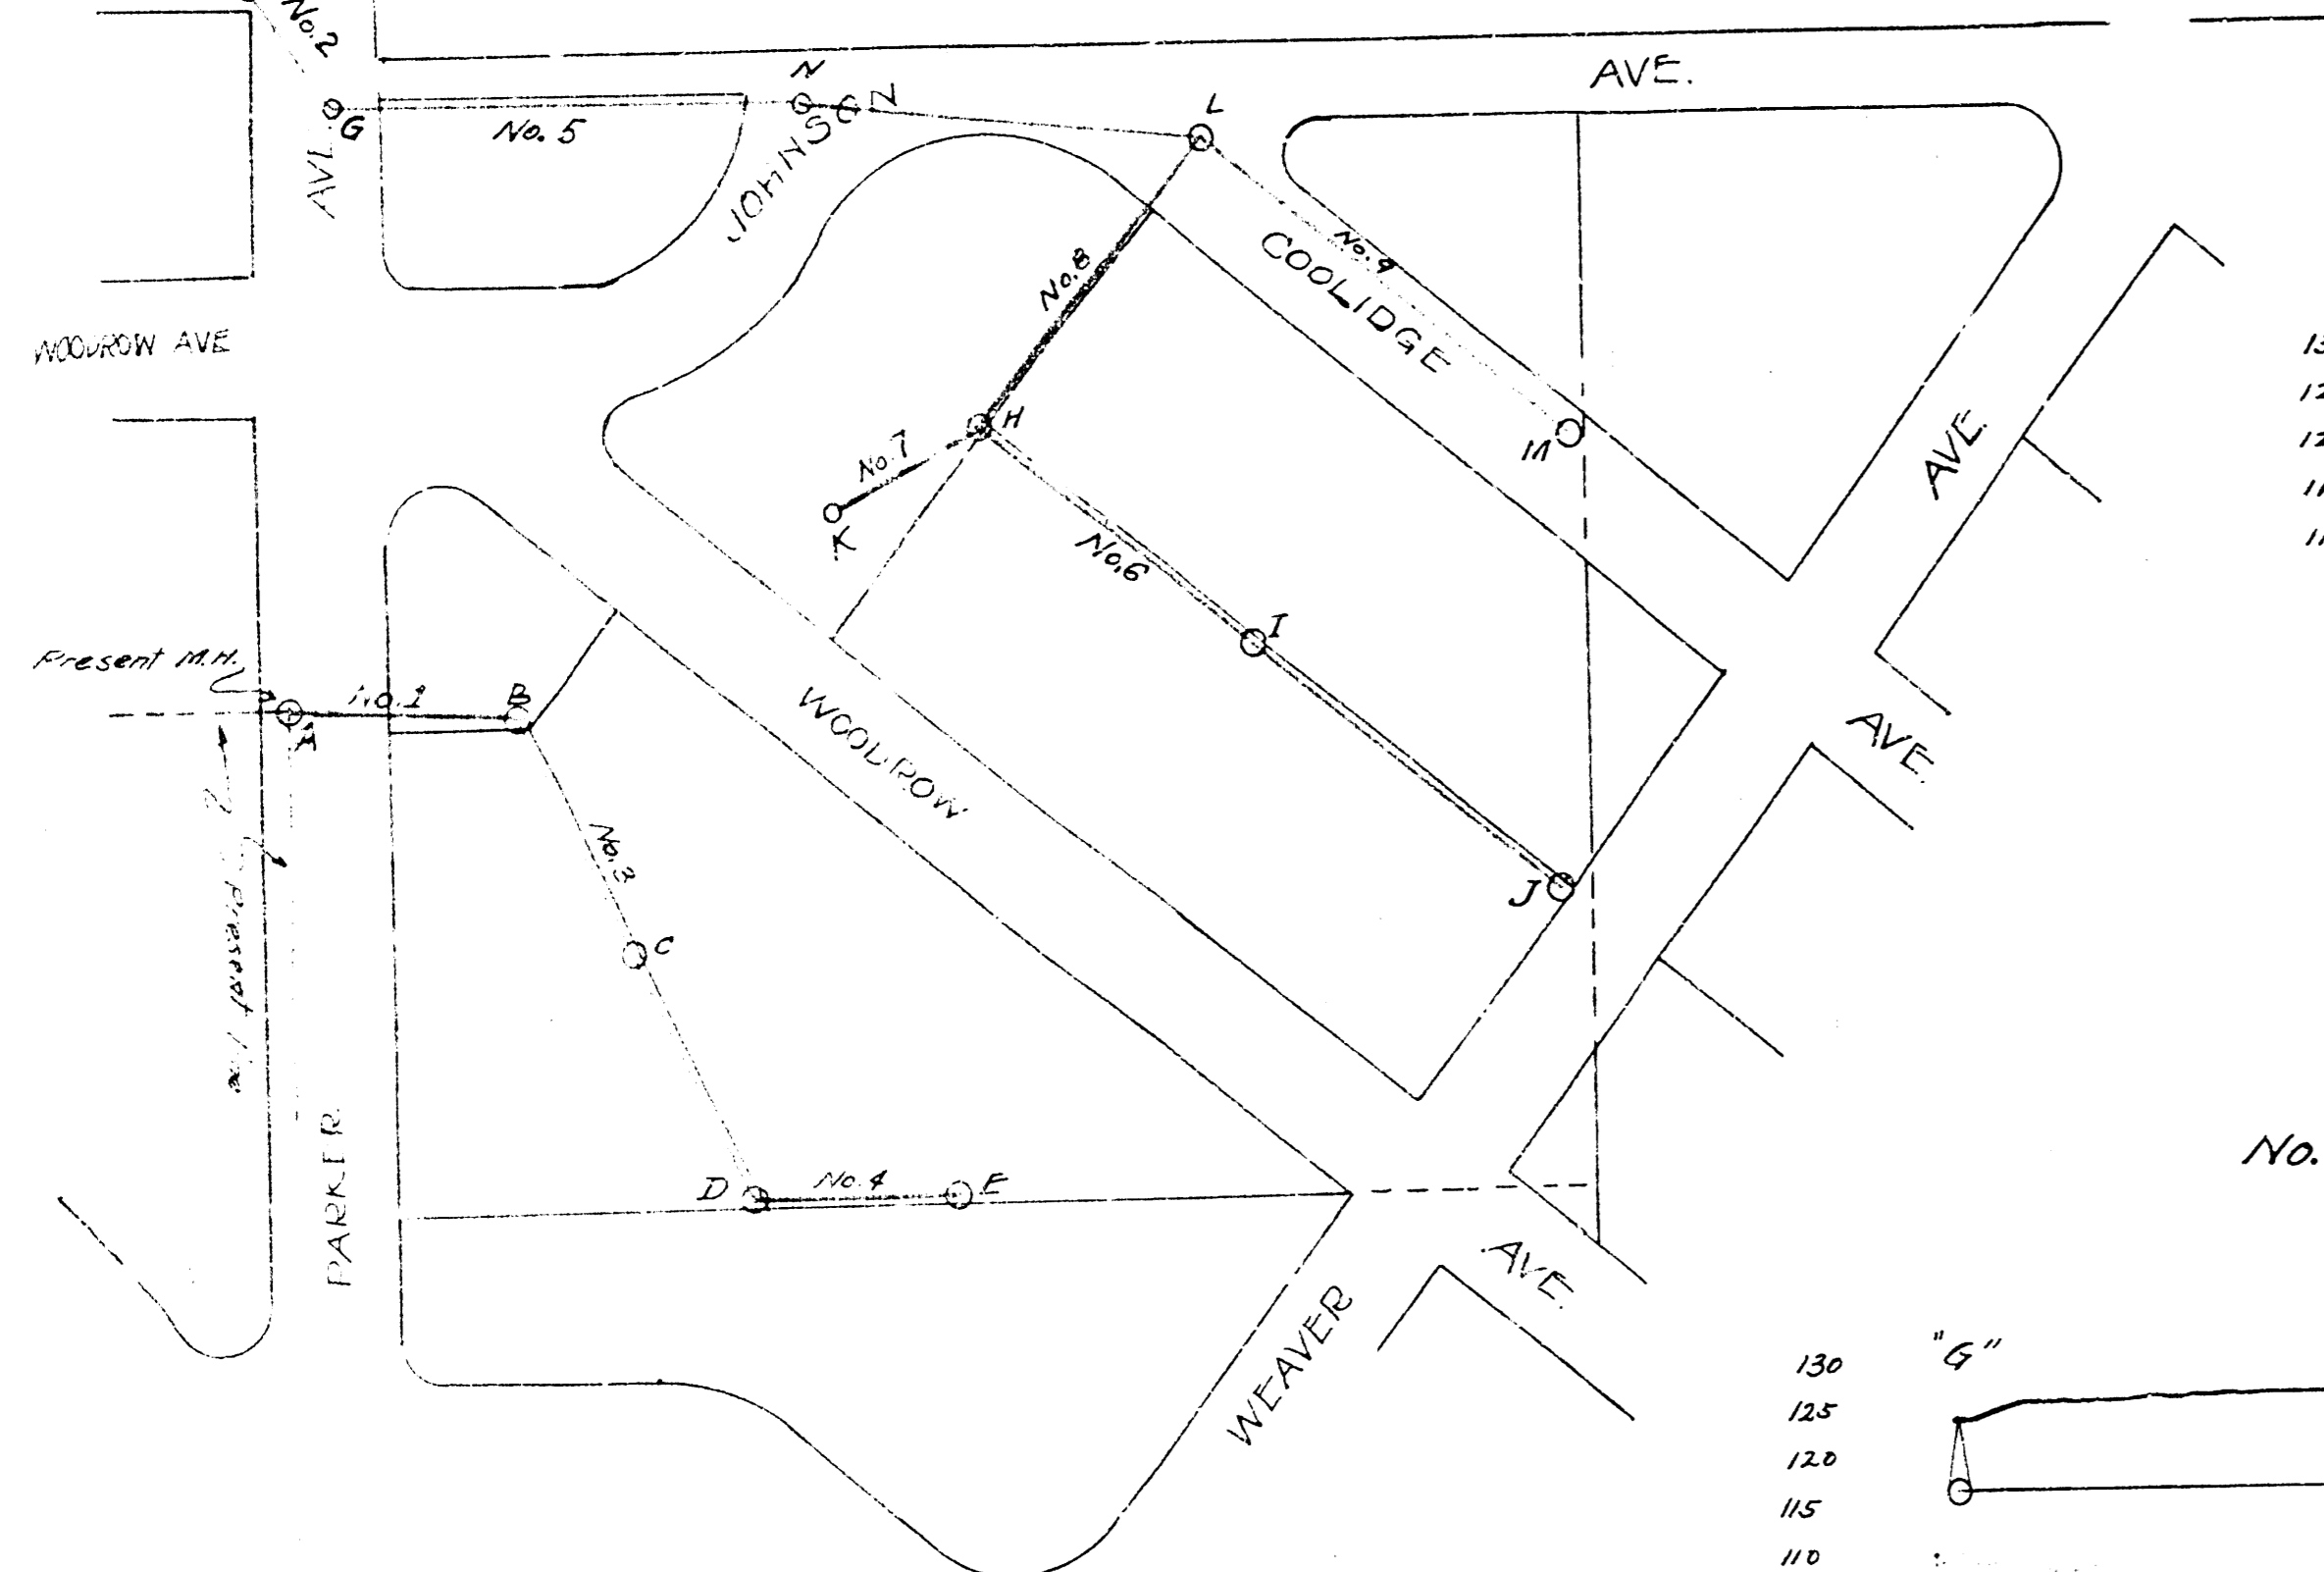 No. 2
AVE.
N
L
G
No. 5
JOHNSON
AVE.
No. 8
No. 9
COOLIDGE
WOODROW AVE
H
No. 7
K
M
AVE.
No. 6
I
Present M.H.
No. 1
B
A
WOODROW
AVE.
J
No. 3
C
Present
PARKER
D
No. 4
E
No.
AVE.
WEAVER
"G"
130
125
120
115
110